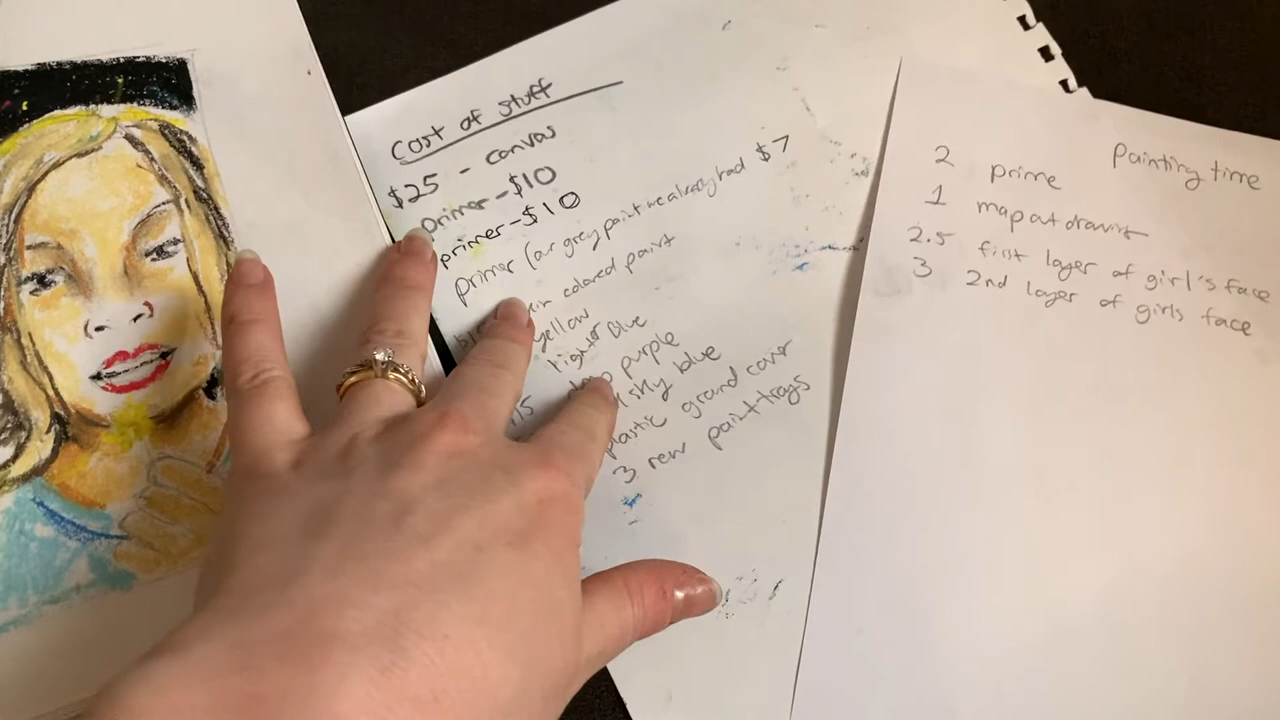 Cost of stuff
$25 - canvas
primer-$10
primer-$10
primer (or grey paint we already had $7
colored paint
yellow
lighter Blue
purple
sky blue
plastic ground cover
3 new paint trays
Painting time
2 prime
1 map out drawing
2.5 first layer of girl's face
3 2nd layer of girls face